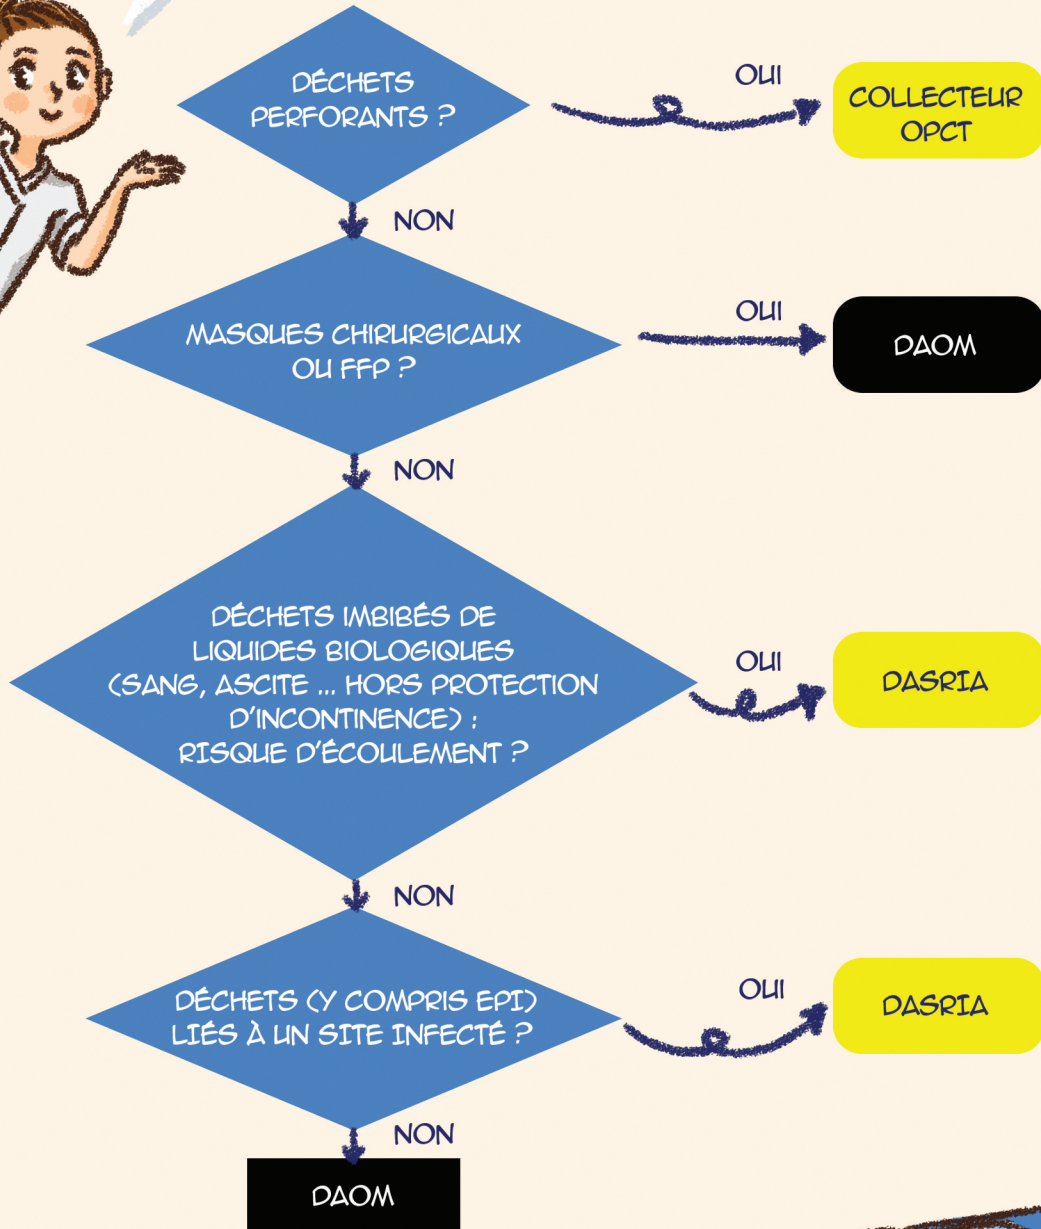 DÉCHETS
PERFORANTS ?
OUI
COLLECTEUR
OPCT
NON
MASQUES CHIRURGICAUX
OU FFP ?
OUI
DAOM
NON
DÉCHETS IMBIBÉS DE
LIQUIDES BIOLOGIQUES
(SANG, ASCITE ... HORS PROTECTION
D'INCONTINENCE) :
RISQUE D'ÉCOULEMENT ?
OUI
DASRIA
NON
DÉCHETS (Y COMPRIS EPI)
LIÉS À UN SITE INFECTÉ ?
OUI
DASRIA
NON
DAOM